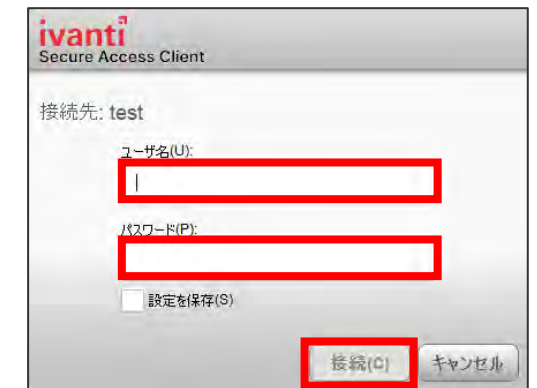 ivanti
Secure Access Client
接続先: test
ユーザ名(U):
パスワード(P):
設定を保存(S)
接続(C) キャンセル